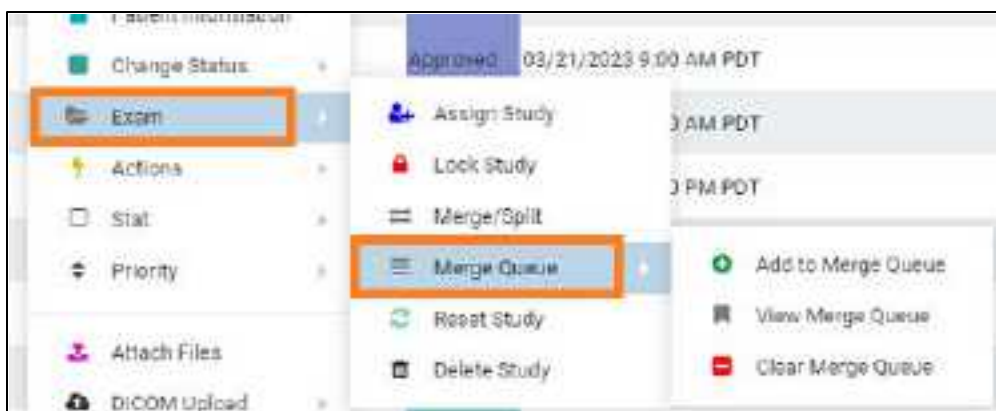 Patient Information
Change Status
Exam
Actions
Stat
Priority
Attach Files
DICOM Upload
Approved 03/21/2023 9:00 AM PDT
AM PDT
PM PDT
Assign Study
Lock Study
Merge/Split
Merge Queue
Reset Study
Delete Study
Add to Merge Queue
View Merge Queue
Clear Merge Queue